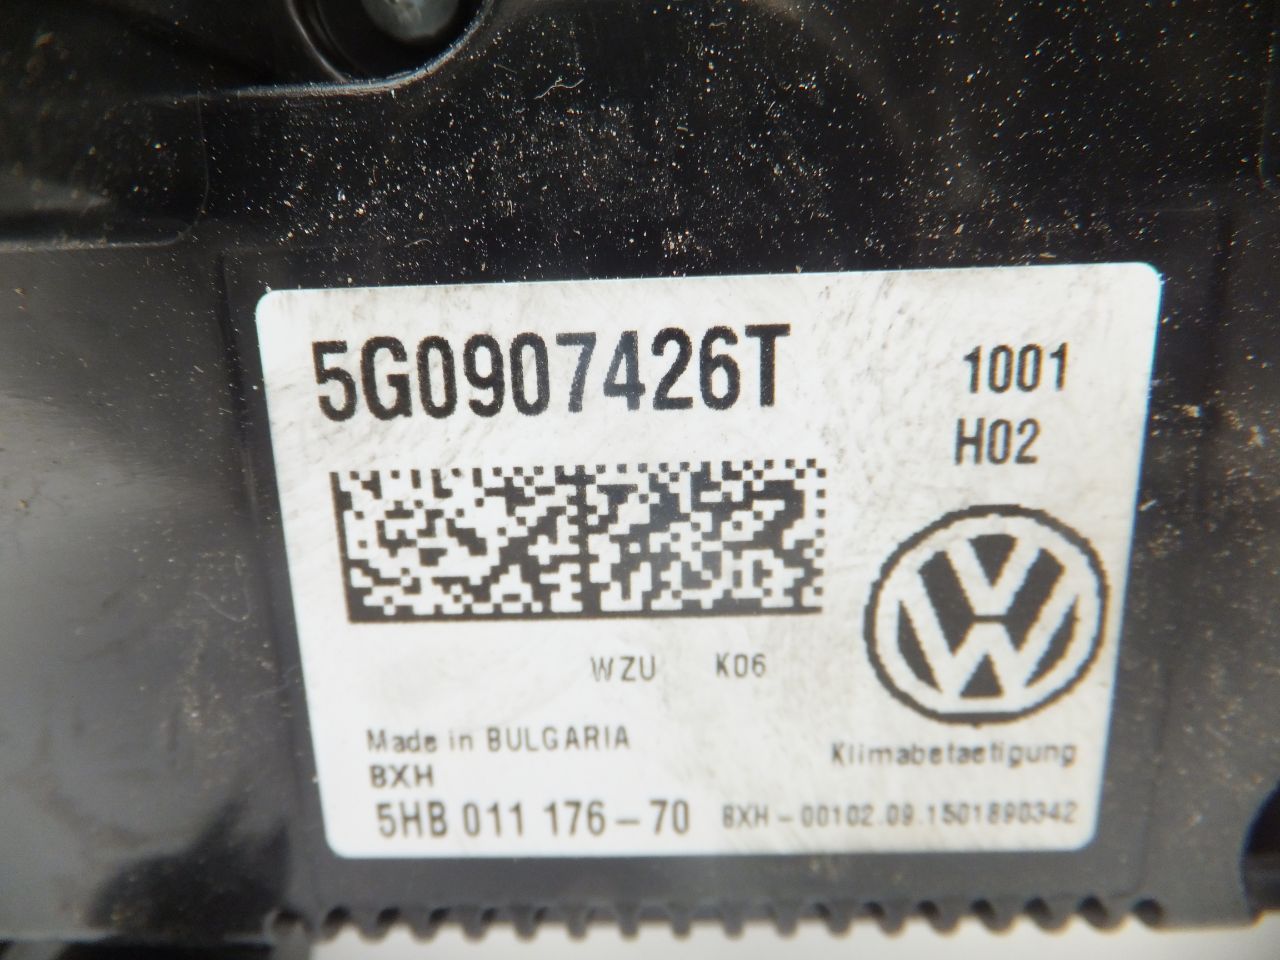 5G0907426T 1001
H02
WZU K06
Made in BULGARIA
Klimabetaetigung
BXH
5HB 011 176-70 BXH-00102.09.1501890342